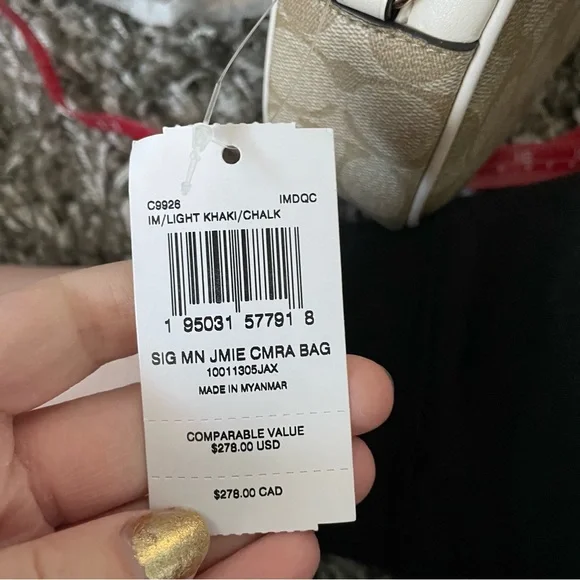 C9926 IMDQC
IM/LIGHT KHAKI/CHALK
1 95031 57791 8
SIG MN JMIE CMRA BAG
10011305JAX
MADE IN MYANMAR
COMPARABLE VALUE
$278.00 USD
$278.00 CAD